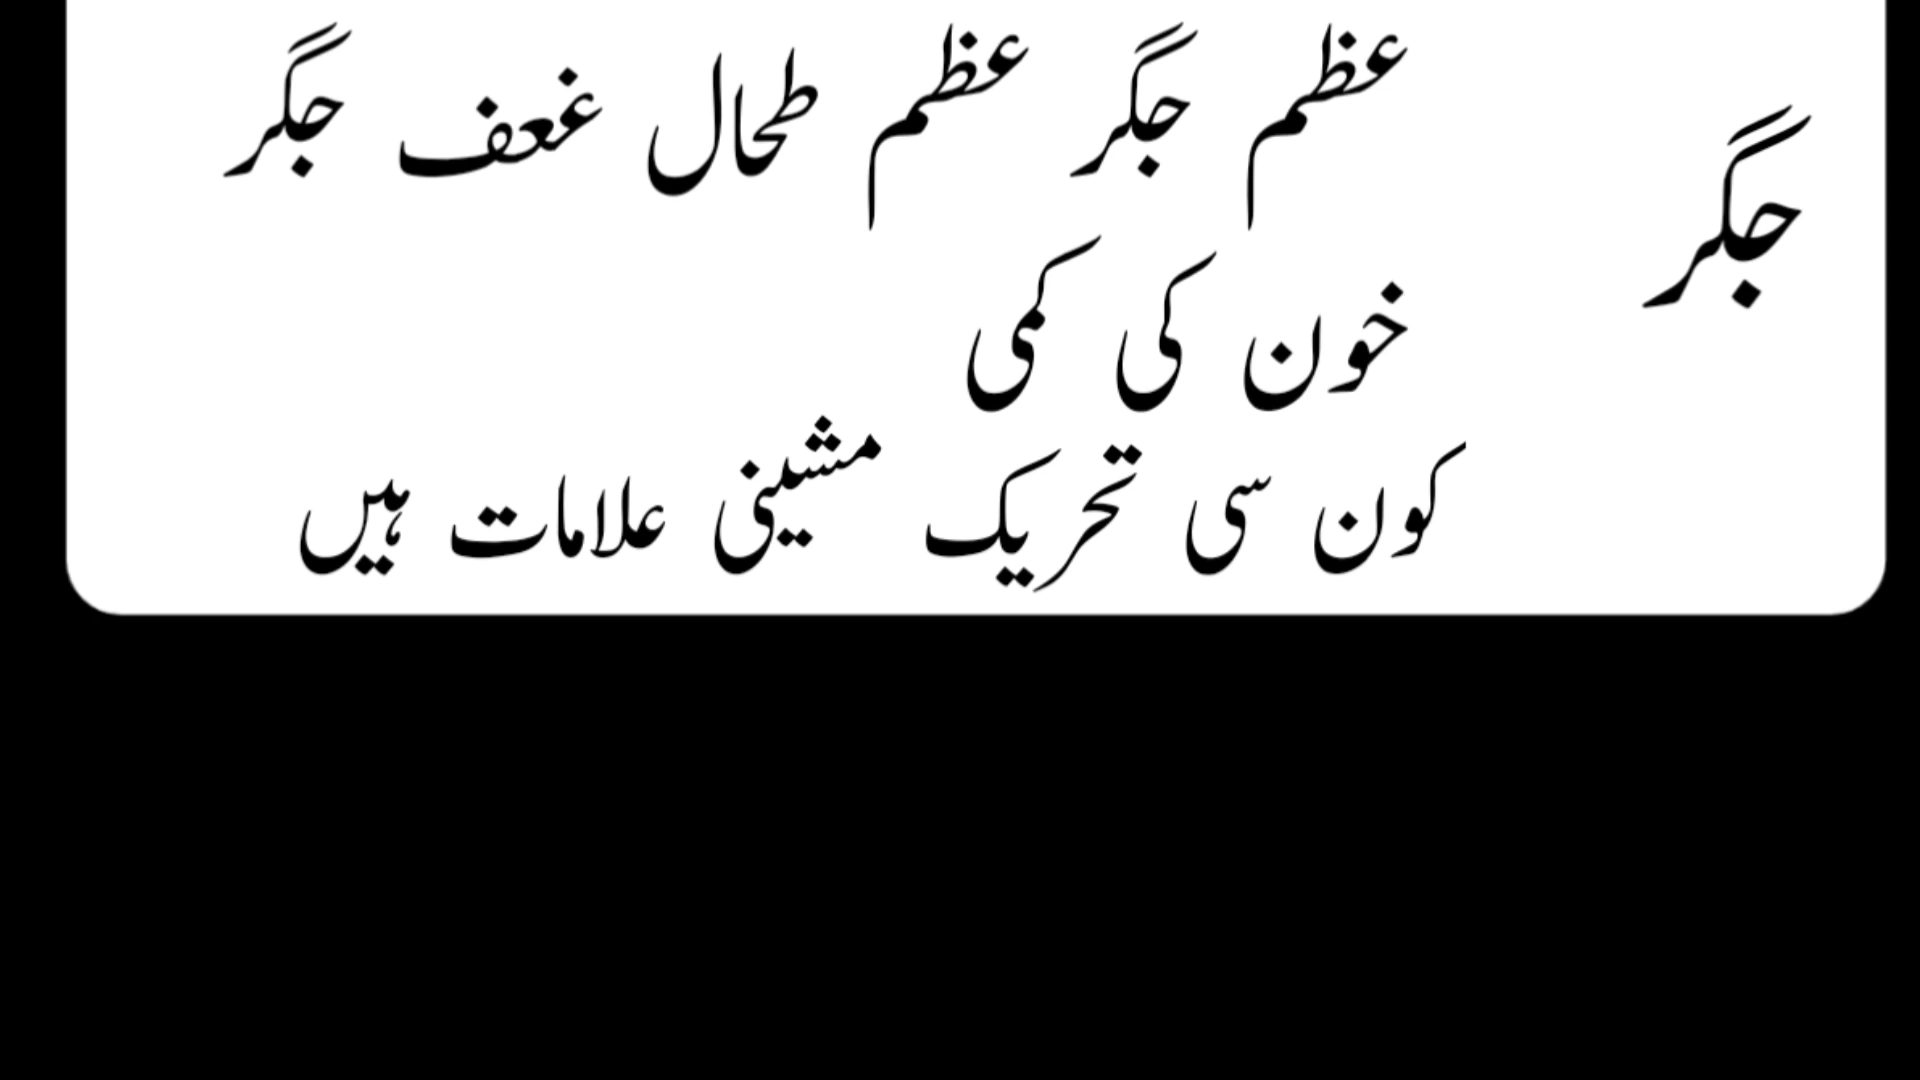 جگر
عظم جگر عظم طحال غعف جگر
خون کی کمی
کون سی تحریک مشینی علامات ہیں